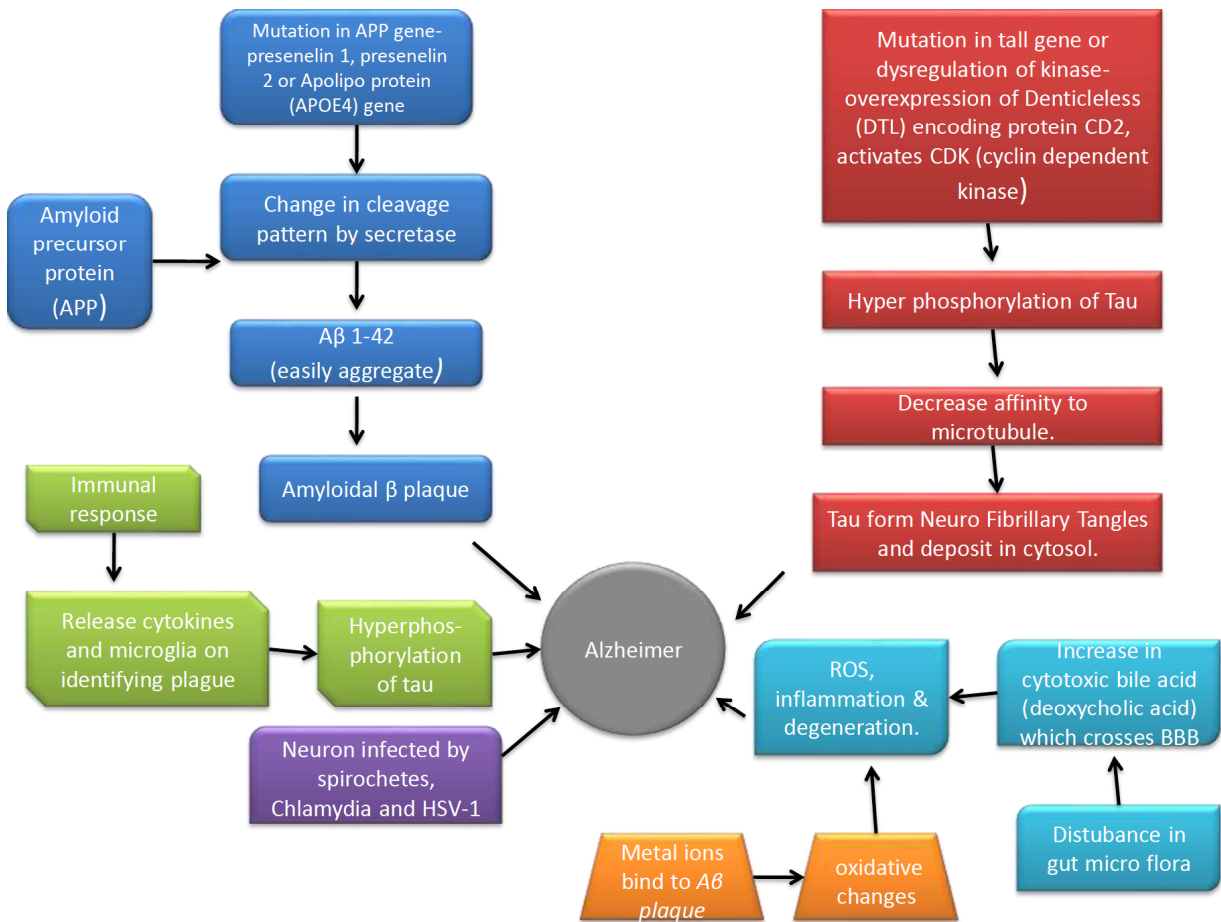 Mutation in APP gene-
presenelin 1, presenelin
2 or Apolipo protein
(APOE4) gene
Change in cleavage
pattern by secretase
Amyloid
precursor
protein
(APP)
Aβ 1-42
(easily aggregate)
Amyloidal β plaque
Immunal
response
Release cytokines
and microglia on
identifying plague
Hyperphos-
phorylation
of tau
Neuron infected by
spirochetes,
Chlamydia and HSV-1
Alzheimer
Mutation in tall gene or
dysregulation of kinase-
overexpression of Denticleless
(DTL) encoding protein CD2,
activates CDK (cyclin dependent
kinase)
Hyper phosphorylation of Tau
Decrease affinity to
microtubule.
Tau form Neuro Fibrillary Tangles
and deposit in cytosol.
ROS,
inflammation &
degeneration.
Increase in
cytotoxic bile acid
(deoxycholic acid)
which crosses BBB
Distubance in
gut micro flora
Metal ions
bind to Aβ
plaque
oxidative
changes